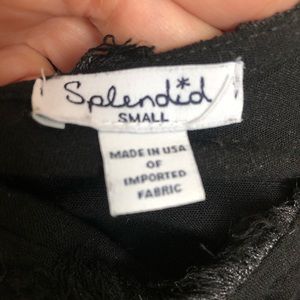 Splendid
SMALL
MADE IN USA
OF
IMPORTED
FABRIC